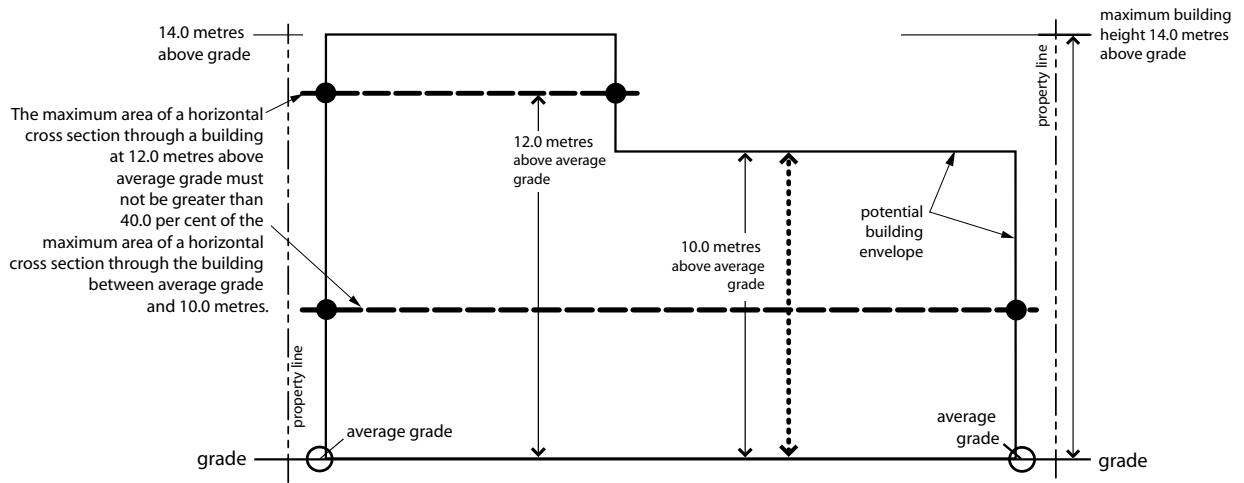 14.0 metres
above grade
The maximum area of a horizontal
cross section through a building
at 12.0 metres above
average grade must
not be greater than
40.0 per cent of the
maximum area of a horizontal
cross section through the building
between average grade
and 10.0 metres.
property line
12.0 metres
above average
grade
10.0 metres
above average
grade
potential
building
envelope
property line
maximum building
height 14.0 metres
above grade
average grade
average
grade
grade
grade